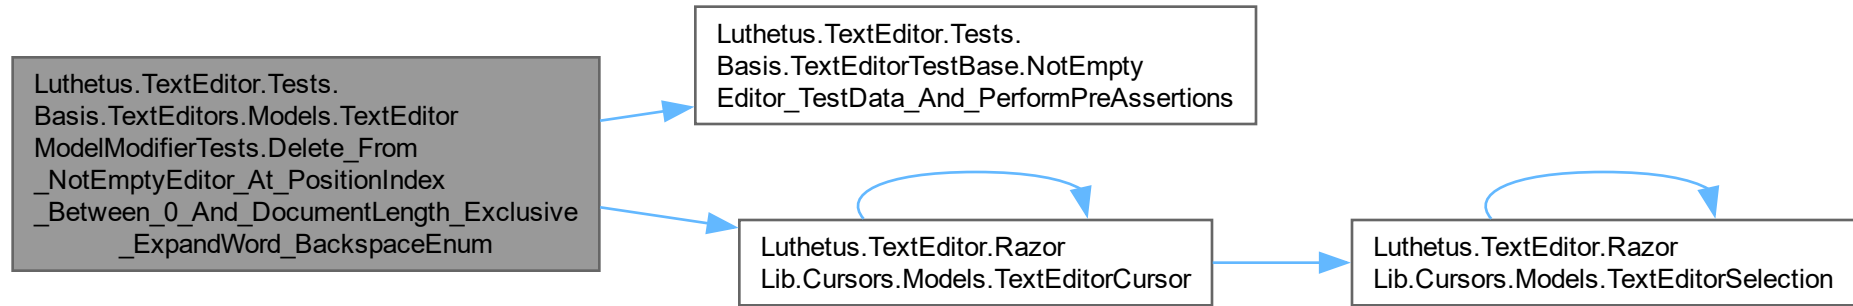 Luthetus.TextEditor.Tests.
Basis.TextEditors.Models.TextEditor
ModelModifierTests.Delete_From
_NotEmptyEditor_At_PositionIndex
_Between_0_And_DocumentLength_Exclusive
_ExpandWord_BackspaceEnum
Luthetus.TextEditor.Tests.
Basis.TextEditorTestBase.NotEmpty
Editor_TestData_And_PerformPreAssertions
Luthetus.TextEditor.Razor
Lib.Cursors.Models.TextEditorCursor
Luthetus.TextEditor.Razor
Lib.Cursors.Models.TextEditorSelection